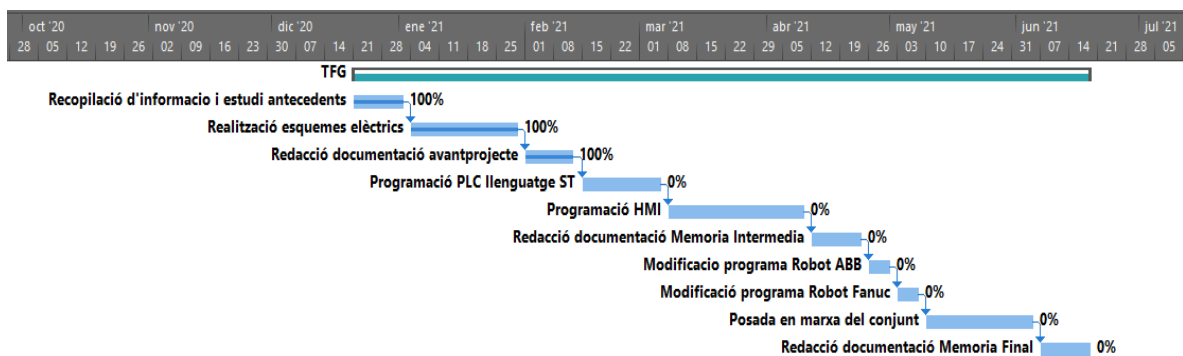 oct '20 nov '20 dic '20 ene '21 feb '21 mar '21 abr '21 may '21 jun '21 jul '21
28 05 12 19 26 02 09 16 23 30 07 14 21 28 04 11 18 25 01 08 15 22 01 08 15 22 29 05 12 19 26 03 10 17 24 31 07 14 21 28 05
TFG
Recopilació d'informacio i estudi antecedents 100%
Realització esquemes elèctrics 100%
Redacció documentació avantprojecte 100%
Programació PLC llenguatge ST 0%
Programació HMI 0%
Redacció documentació Memoria Intermedia 0%
Modificacio programa Robot ABB 0%
Modificació programa Robot Fanuc 0%
Posada en marxa del conjunt 0%
Redacció documentació Memoria Final 0%